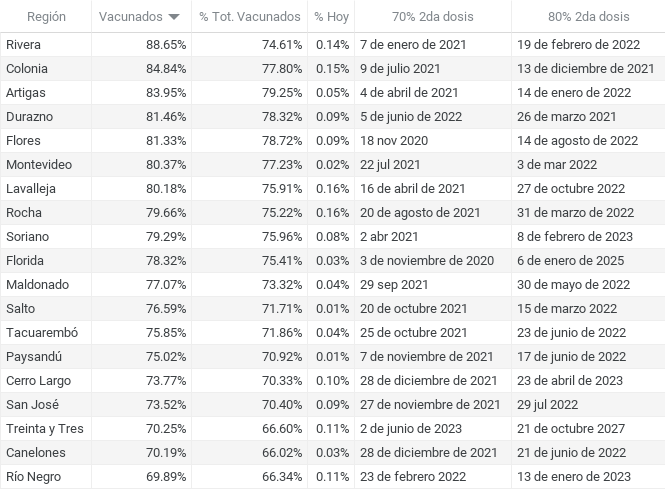 Región Vacunados % Tot. Vacunados % Hoy 70% 2da dosis 80% 2da dosis
Rivera 88.65% 74.61% 0.14% 7 de enero de 2021 19 de febrero de 2022
Colonia 84.84% 77.80% 0.15% 9 de julio 2021 13 de diciembre de 2021
Artigas 83.95% 79.25% 0.05% 4 de abril de 2021 14 de enero de 2022
Durazno 81.46% 78.32% 0.09% 5 de junio de 2022 26 de marzo 2021
Flores 81.33% 78.72% 0.09% 18 nov 2020 14 de agosto de 2022
Montevideo 80.37% 77.23% 0.02% 22 jul 2021 3 de mar 2022
Lavalleja 80.18% 75.91% 0.16% 16 de abril de 2021 27 de octubre 2022
Rocha 79.66% 75.22% 0.16% 20 de agosto de 2021 31 de marzo de 2022
Soriano 79.29% 75.96% 0.08% 2 abr 2021 8 de febrero de 2023
Florida 78.32% 75.41% 0.03% 3 de noviembre de 2020 6 de enero de 2025
Maldonado 77.07% 73.32% 0.04% 29 sep 2021 30 de mayo de 2022
Salto 76.59% 71.71% 0.01% 20 de octubre 2021 15 de marzo de 2022
Tacuarembó 75.85% 71.86% 0.04% 25 de octubre 2021 23 de junio de 2022
Paysandú 75.02% 70.92% 0.01% 7 de noviembre de 2021 17 de junio de 2022
Cerro Largo 73.77% 70.33% 0.10% 28 de diciembre de 2021 23 de abril de 2023
San José 73.52% 70.40% 0.09% 27 de noviembre de 2021 29 jul 2022
Treinta y Tres 70.25% 66.60% 0.11% 2 de junio de 2023 21 de octubre 2027
Canelones 70.19% 66.02% 0.03% 28 de diciembre de 2021 21 de junio de 2022
Río Negro 69.89% 66.34% 0.11% 23 de febrero 2022 13 de enero de 2023